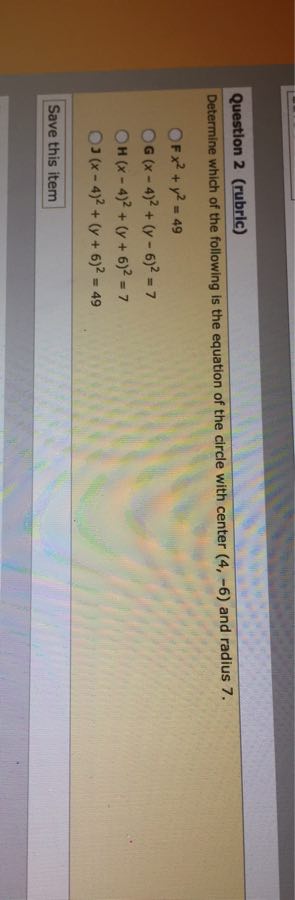 Question 2 (rubric)
Determine which of the following is the equation of the circle with center (4, −6) and radius 7.
F x² + y² = 49
G (x − 4)² + (y − 6)² = 7
H (x − 4)² + (y + 6)² = 7
J (x − 4)² + (y + 6)² = 49
Save this item